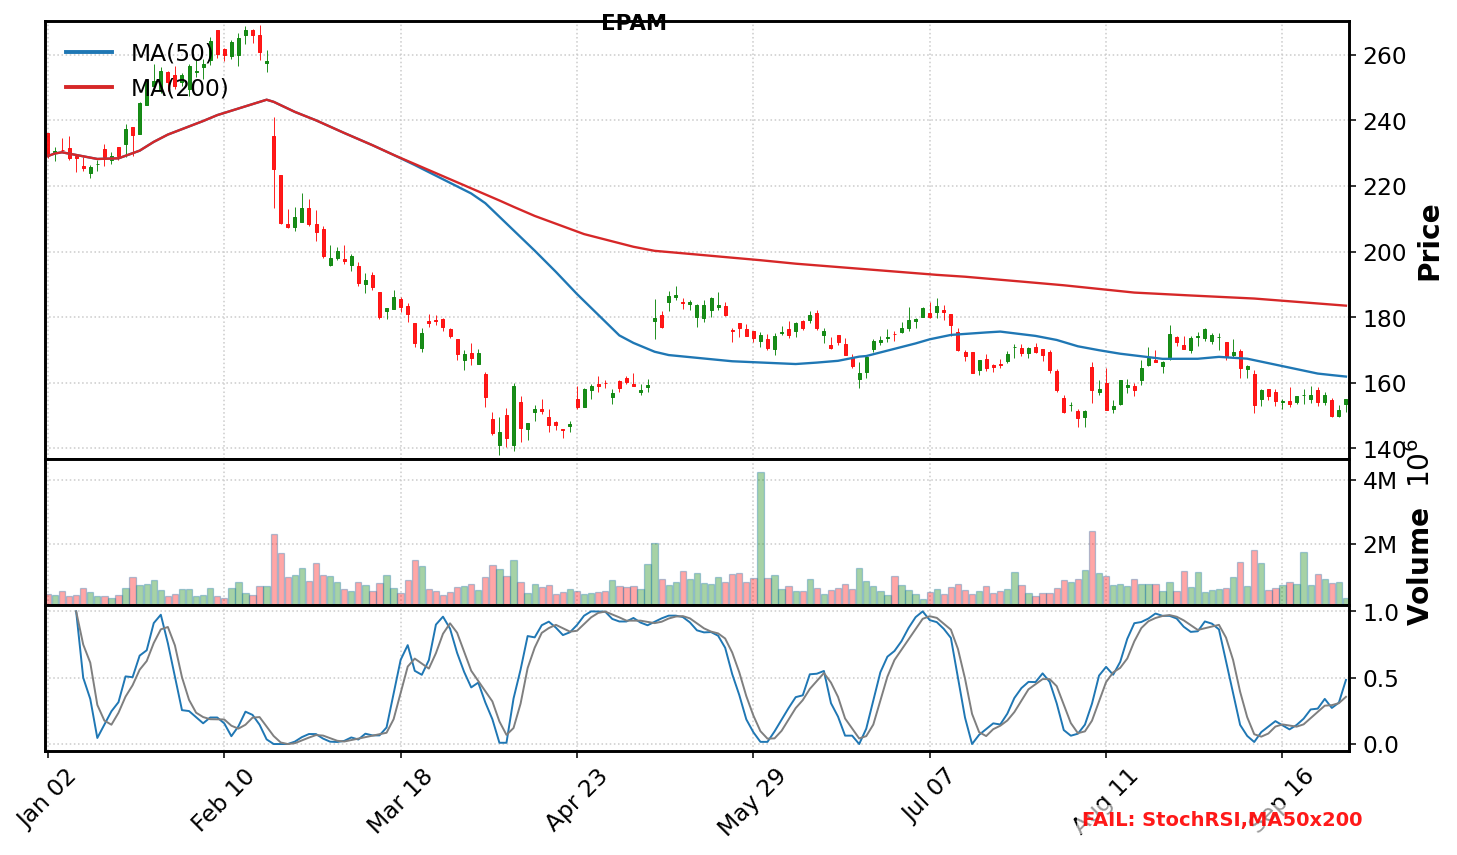 EPAM
MA(50)
MA(200)
260
240
220
200
180
160
140
Price
10⁶
4M
2M
Volume
1.0
0.5
0.0
Jan 02
Feb 10
Mar 18
Apr 23
May 29
Jul 07
Aug 11
Sep 16
FAIL: StochRSI,MA50x200